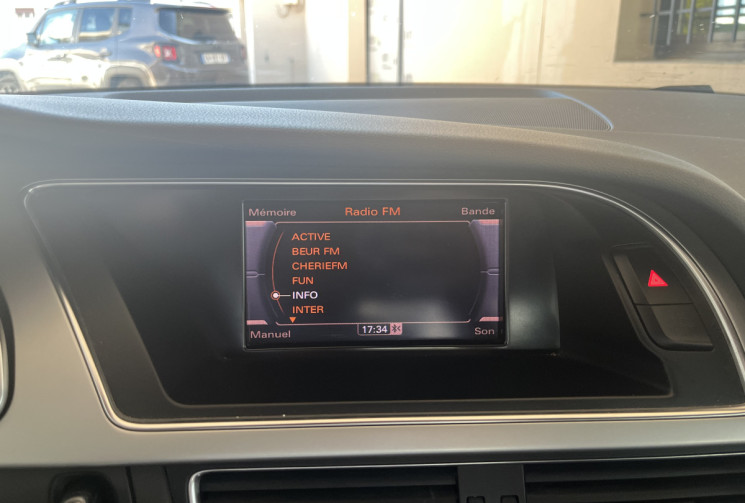 Mémoire Radio FM Bande
ACTIVE
BEUR FM
CHERIEFM
FUN
INFO
INTER
Manuel 17:34 Son